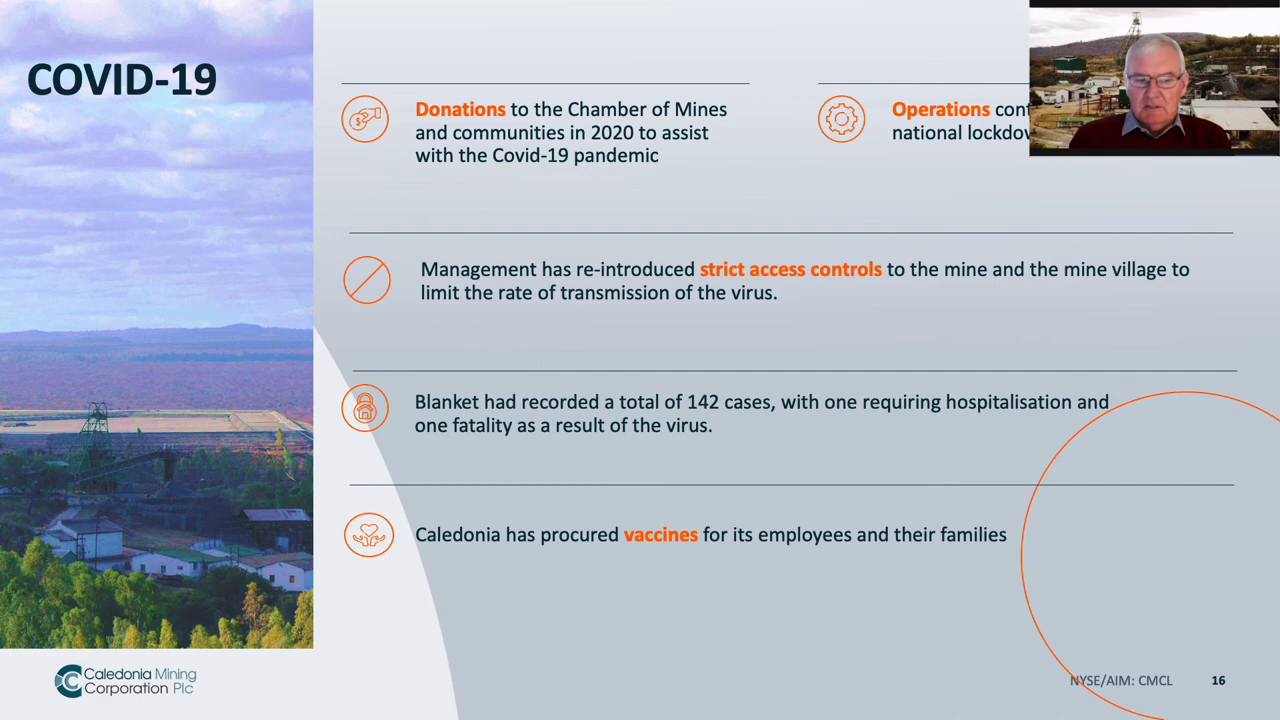 COVID-19
Donations to the Chamber of Mines
and communities in 2020 to assist
with the Covid-19 pandemic
Operations
national
Management has re-introduced strict access controls to the mine and the mine village to
limit the rate of transmission of the virus.
Blanket had recorded a total of 142 cases, with one requiring hospitalisation and
one fatality as a result of the virus.
Caledonia has procured vaccines for its employees and their families
Caledonia Mining
Corporation Plc
NYSE/AIM: CMCL
16